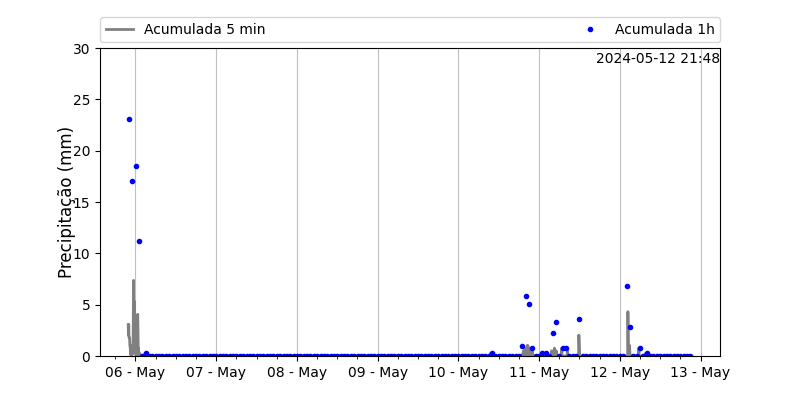 Acumulada 5 min
Acumulada 1h
2024-05-12 21:48
Precipitação (mm)
30
25
20
15
10
5
0
06 - May
07 - May
08 - May
09 - May
10 - May
11 - May
12 - May
13 - May